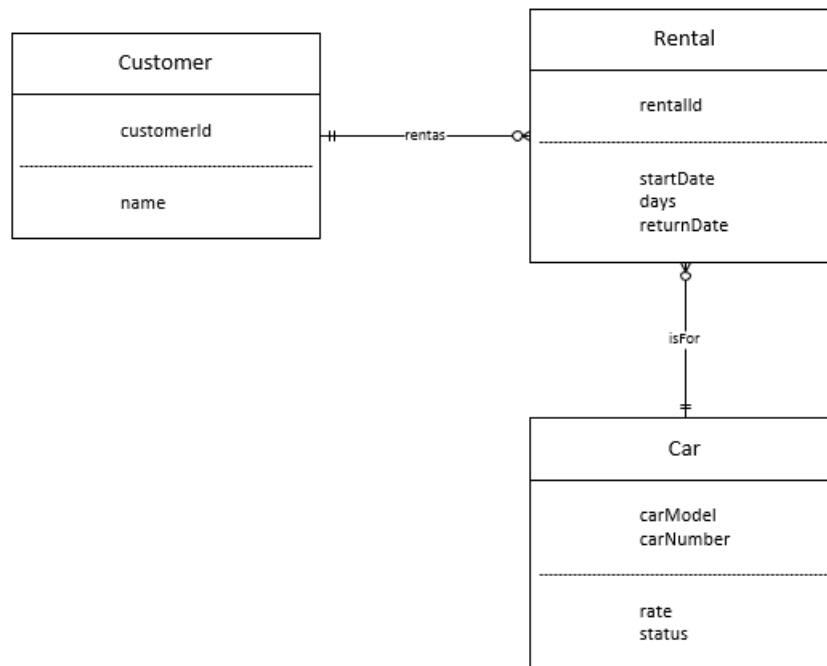 Customer
customerId
name
rentas
Rental
rentalId
startDate
days
returnDate
isFor
Car
carModel
carNumber
rate
status